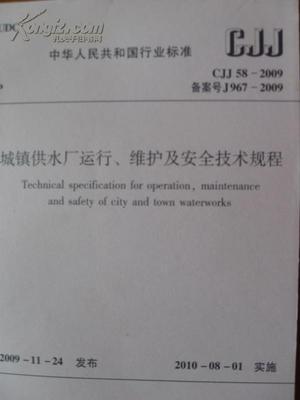 UDC
中华人民共和国行业标准
CJJ
CJJ 58－2009
P
备案号J967－2009
城镇供水厂运行、维护及安全技术规程
Technical specification for operation, maintenance
and safety of city and town waterworks
2009－11－24 发布 2010－08－01 实施